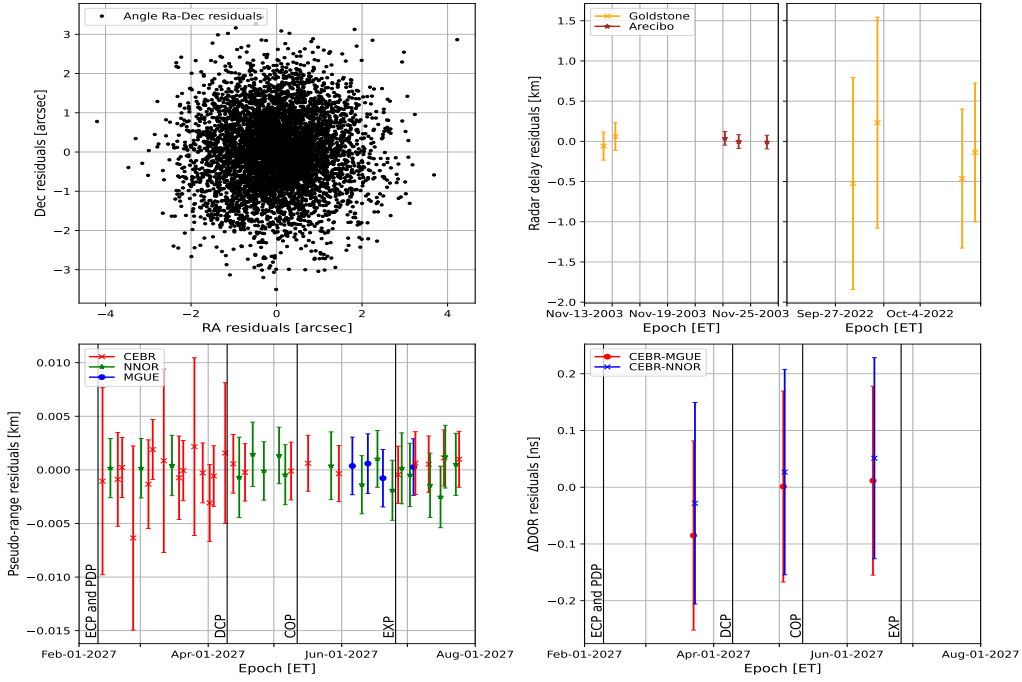 Angle Ra-Dec residuals
3
2
1
0
−1
−2
−3
Dec residuals [arcsec]
−4
−2
0
2
4
RA residuals [arcsec]
Goldstone
Arecibo
1.5
1.0
0.5
0.0
−0.5
−1.0
−1.5
−2.0
Radar delay residuals [km]
Nov-13-2003
Nov-19-2003
Nov-25-2003
Sep-27-2022
Oct-4-2022
Epoch [ET]
Epoch [ET]
CEBR
NNOR
MGUE
0.010
0.005
0.000
−0.005
−0.010
−0.015
Pseudo-range residuals [km]
ECP and PDP
DCP
COP
EXP
Feb-01-2027
Apr-01-2027
Jun-01-2027
Aug-01-2027
Epoch [ET]
CEBR-MGUE
CEBR-NNOR
0.2
0.1
0.0
−0.1
−0.2
ΔDOR residuals [ns]
ECP and PDP
DCP
COP
EXP
Feb-01-2027
Apr-01-2027
Jun-01-2027
Aug-01-2027
Epoch [ET]